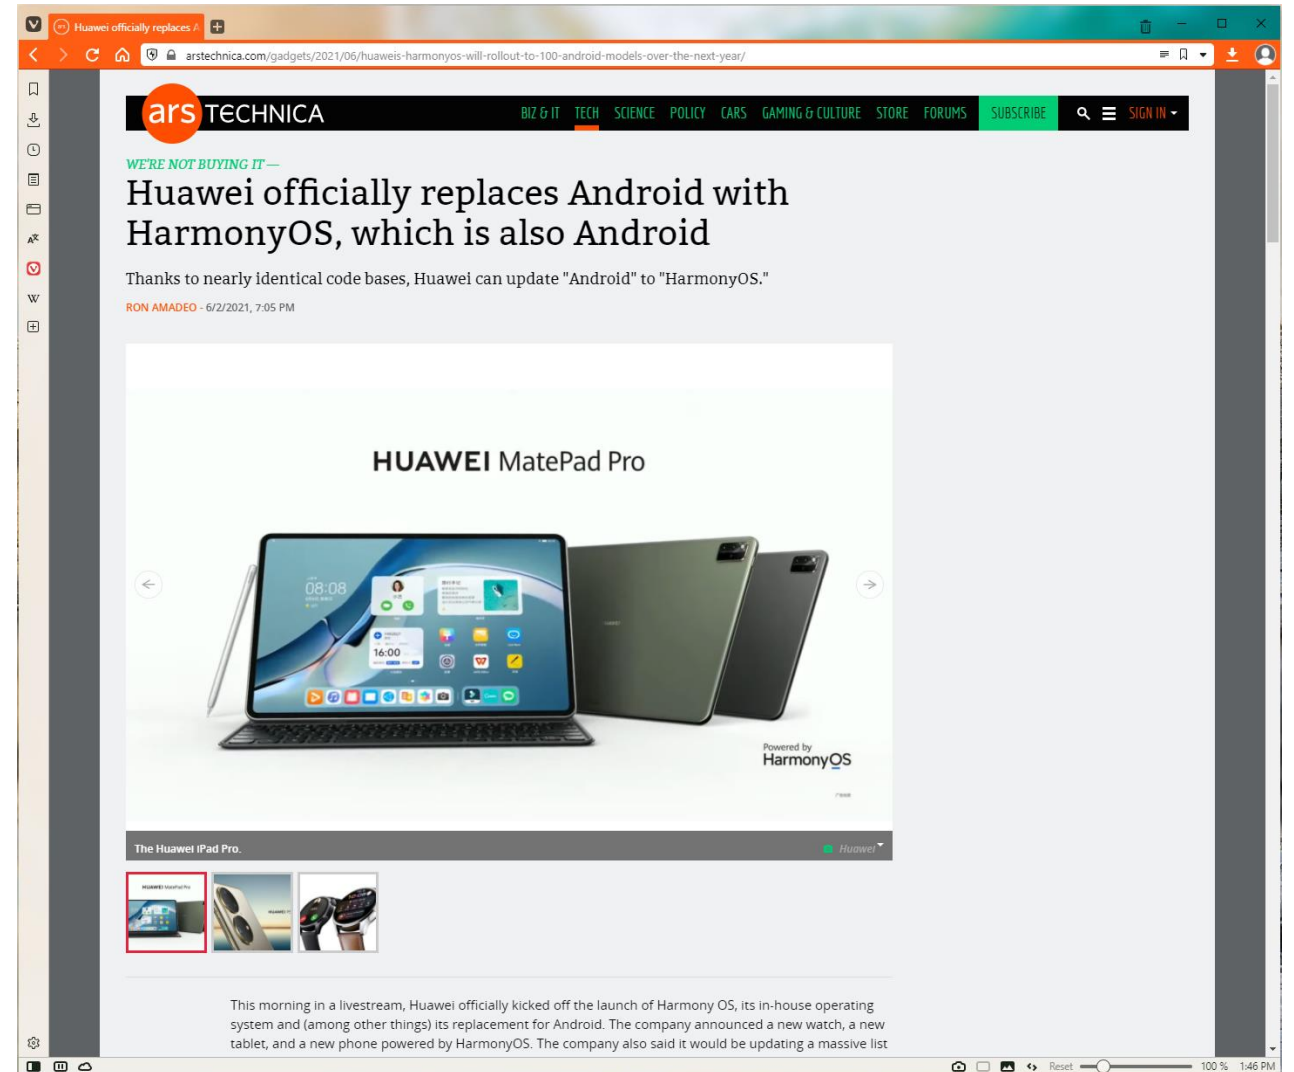 Huawei officially replaces A
arstechnica.com/gadgets/2021/06/huaweis-harmonyos-will-rollout-to-100-android-models-over-the-next-year/
ars TECHNICA
BIZ & IT TECH SCIENCE POLICY CARS GAMING & CULTURE STORE FORUMS SUBSCRIBE SIGN IN
WE'RE NOT BUYING IT —
Huawei officially replaces Android with
HarmonyOS, which is also Android
Thanks to nearly identical code bases, Huawei can update "Android" to "HarmonyOS."
RON AMADEO - 6/2/2021, 7:05 PM
HUAWEI MatePad Pro
08:08
16:00
Powered by
HarmonyOS
The Huawei iPad Pro.
Huawei
HUAWEI MatePad Pro
This morning in a livestream, Huawei officially kicked off the launch of Harmony OS, its in-house operating
system and (among other things) its replacement for Android. The company announced a new watch, a new
tablet, and a new phone powered by HarmonyOS. The company also said it would be updating a massive list
Reset 100 % 1:46 PM